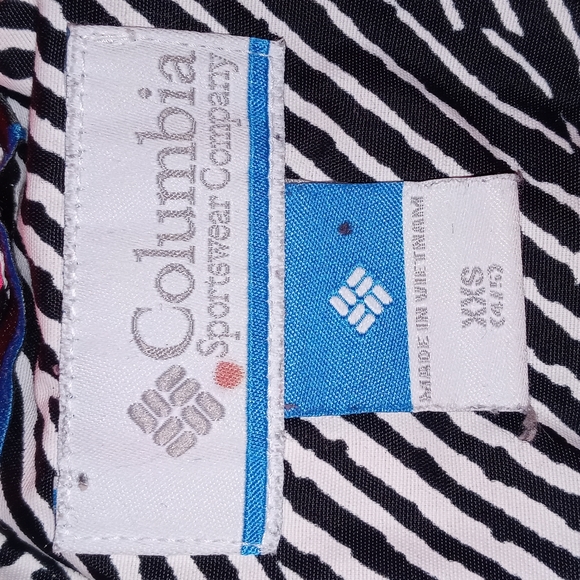 Columbia
Sportswear Company
MADE IN VIETNAM
XXS
(4/5)